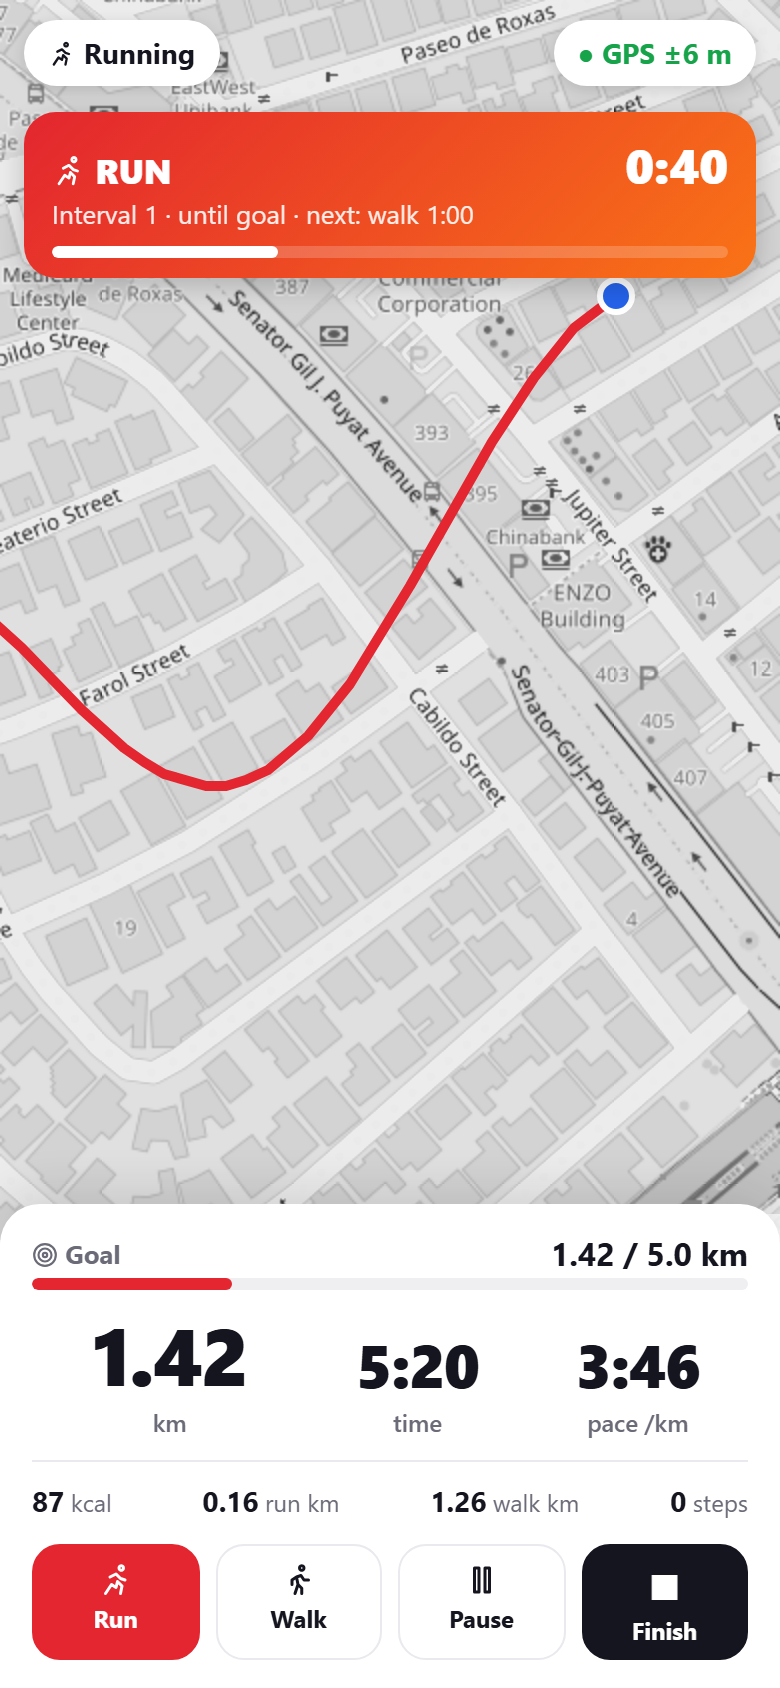 Running
GPS ±6 m
Paseo de Roxas
EastWest
Unibank
RUN
0:40
Interval 1 · until goal · next: walk 1:00
Lifestyle
Center
de Roxas
387
Commercial
Corporation
Senator Gil J. Puyat Avenue
P
393
395
Chinabank
P
Jupiter Street
ENZO
Building
14
12
403 P
405
407
Farol Street
Cabildo Street
Senator Gil J. Puyat Avenue
19
4
Goal
1.42 / 5.0 km
1.42
km
5:20
time
3:46
pace /km
87 kcal
0.16 run km
1.26 walk km
0 steps
Run
Walk
Pause
Finish